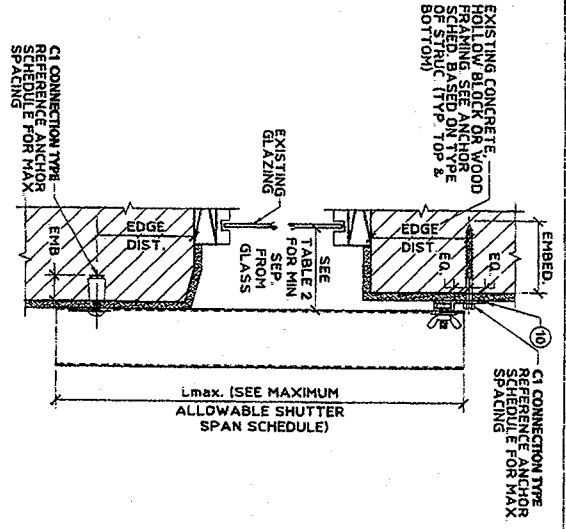 EXISTING CONCRETE,
HOLLOW BLOCK OR WOOD
FRAMING. SEE ANCHOR
SCHED. BASED ON TYPE
OF STRUC. (TYP. TOP &
BOTTOM)
C1 CONNECTION TYPE
REFERENCE ANCHOR
SCHEDULE FOR MAX
SPACING
EXISTING
GLAZING
SEE
TABLE 2
FOR MIN
SEP.
FROM
GLASS
EDGE
DIST.
EMB
EDGE
DIST.
EMBED.
EQ.
EQ.
10
C1 CONNECTION TYPE
REFERENCE ANCHOR
SCHEDULE FOR MAX
SPACING
Lmax. (SEE MAXIMUM
ALLOWABLE SHUTTER
SPAN SCHEDULE)